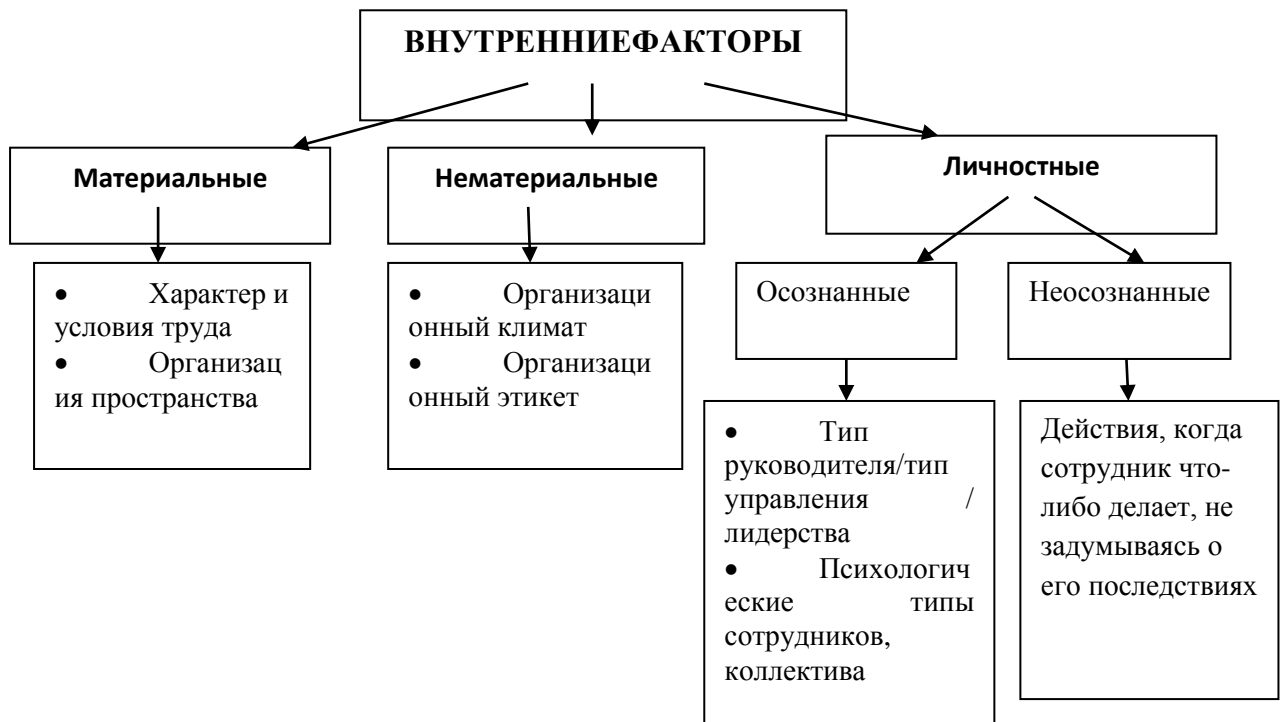 ВНУТРЕННИЕФАКТОРЫ
Материальные
Нематериальные
Личностные
• Характер и
условия труда
• Организац
ия пространства
• Организаци
онный климат
• Организаци
онный этикет
Осознанные
Неосознанные
• Тип
руководителя/тип
управления /
лидерства
• Психологич
еские типы
сотрудников,
коллектива
Действия, когда
сотрудник что-
либо делает, не
задумываясь о
его последствиях